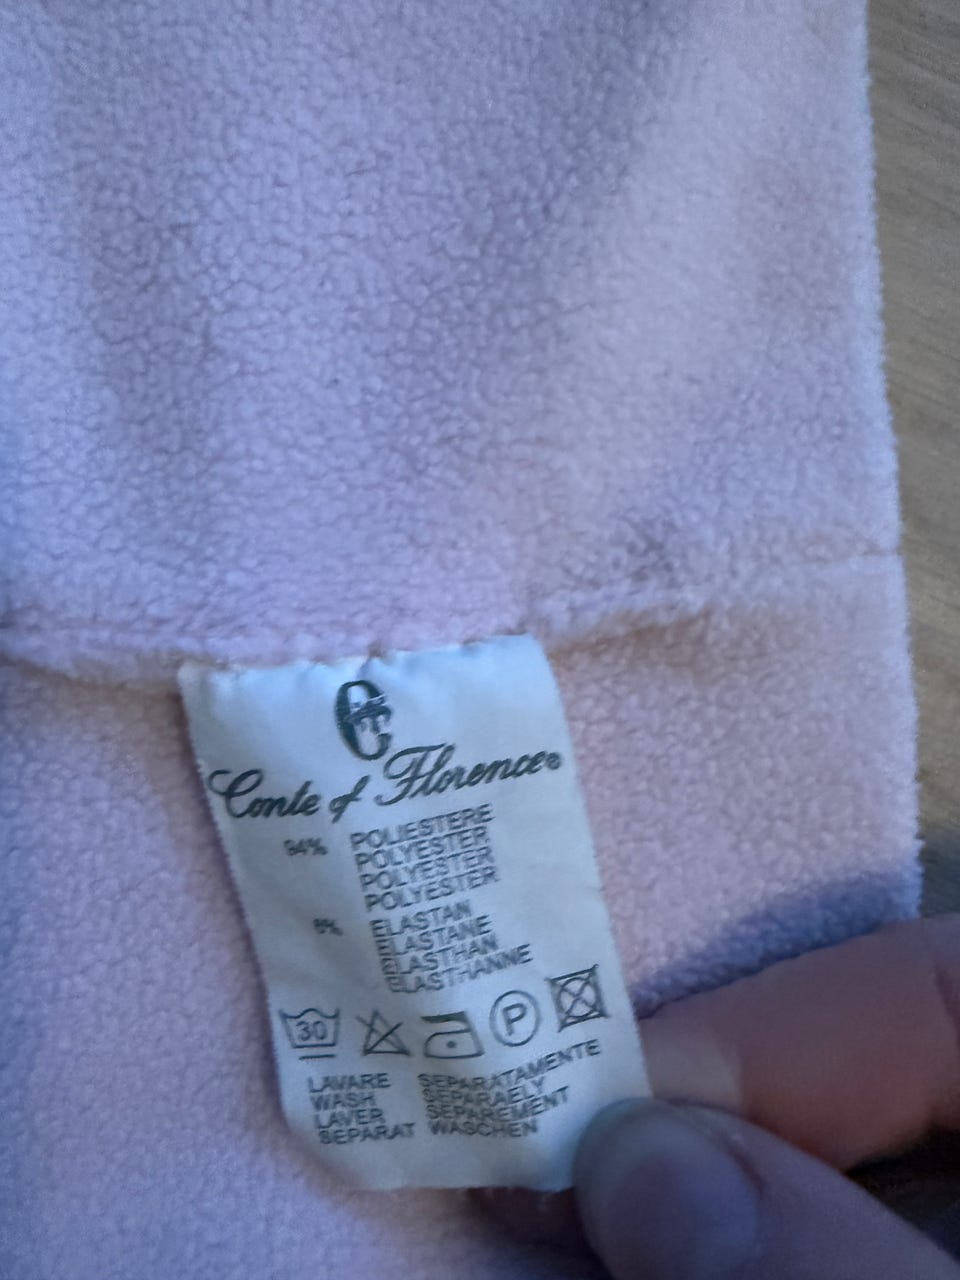 Conte of Florence®
94% POLIESTERE
POLYESTER
POLYESTER
POLYESTER
6% ELASTAN
ELASTANE
ELASTHAN
ELASTHANNE
30
P
LAVARE SEPARATAMENTE
WASH SEPARAELY
LAVER SEPAREMENT
SEPARAT WASCHEN